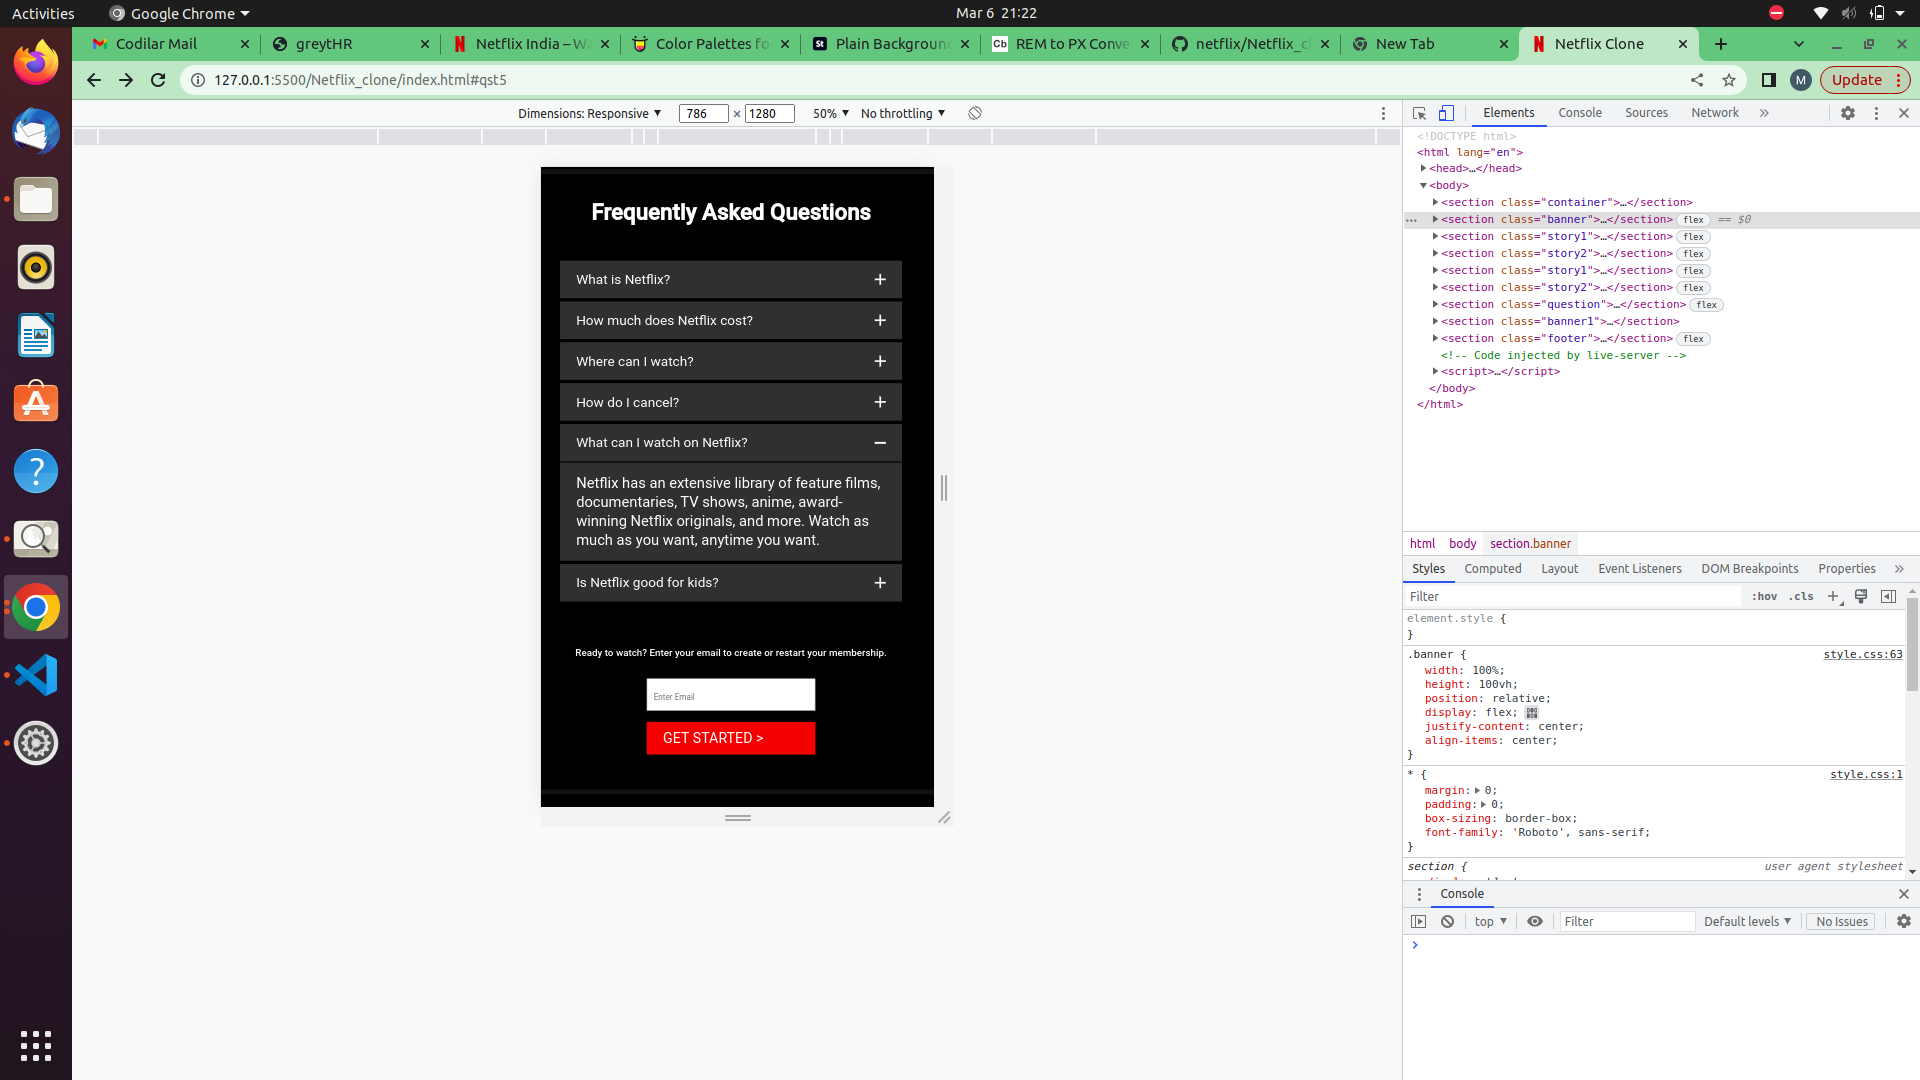 Activities
Google Chrome
Mar 6 21:22
Codilar Mail
greytHR
Netflix India – Wa
Color Palettes fo
St
Plain Background
Cb
REM to PX Conve
netflix/Netflix_cl
New Tab
Netflix Clone
127.0.0.1:5500/Netflix_clone/index.html#qst5
M
Update
Dimensions: Responsive
786 × 1280
50%
No throttling
Elements
Console
Sources
Network
<!DOCTYPE html>
<html lang="en">
<head>…</head>
<body>
<section class="container">…</section>
<section class="banner">…</section> flex == $0
<section class="story1">…</section> flex
<section class="story2">…</section> flex
<section class="story1">…</section> flex
<section class="story2">…</section> flex
<section class="question">…</section> flex
<section class="banner1">…</section>
<section class="footer">…</section> flex
<!-- Code injected by live-server -->
<script>…</script>
</body>
</html>
Frequently Asked Questions
What is Netflix?
How much does Netflix cost?
Where can I watch?
How do I cancel?
What can I watch on Netflix?
Netflix has an extensive library of feature films,
documentaries, TV shows, anime, award-
winning Netflix originals, and more. Watch as
much as you want, anytime you want.
Is Netflix good for kids?
Ready to watch? Enter your email to create or restart your membership.
Enter Email
GET STARTED >
html body section.banner
Styles
Computed
Layout
Event Listeners
DOM Breakpoints
Properties
Filter
:hov .cls
element.style {
}
.banner {
style.css:63
width: 100%;
height: 100vh;
position: relative;
display: flex;
justify-content: center;
align-items: center;
}
* {
style.css:1
margin: 0;
padding: 0;
box-sizing: border-box;
font-family: 'Roboto', sans-serif;
}
section {
user agent stylesheet
Console
top
Filter
Default levels
No Issues